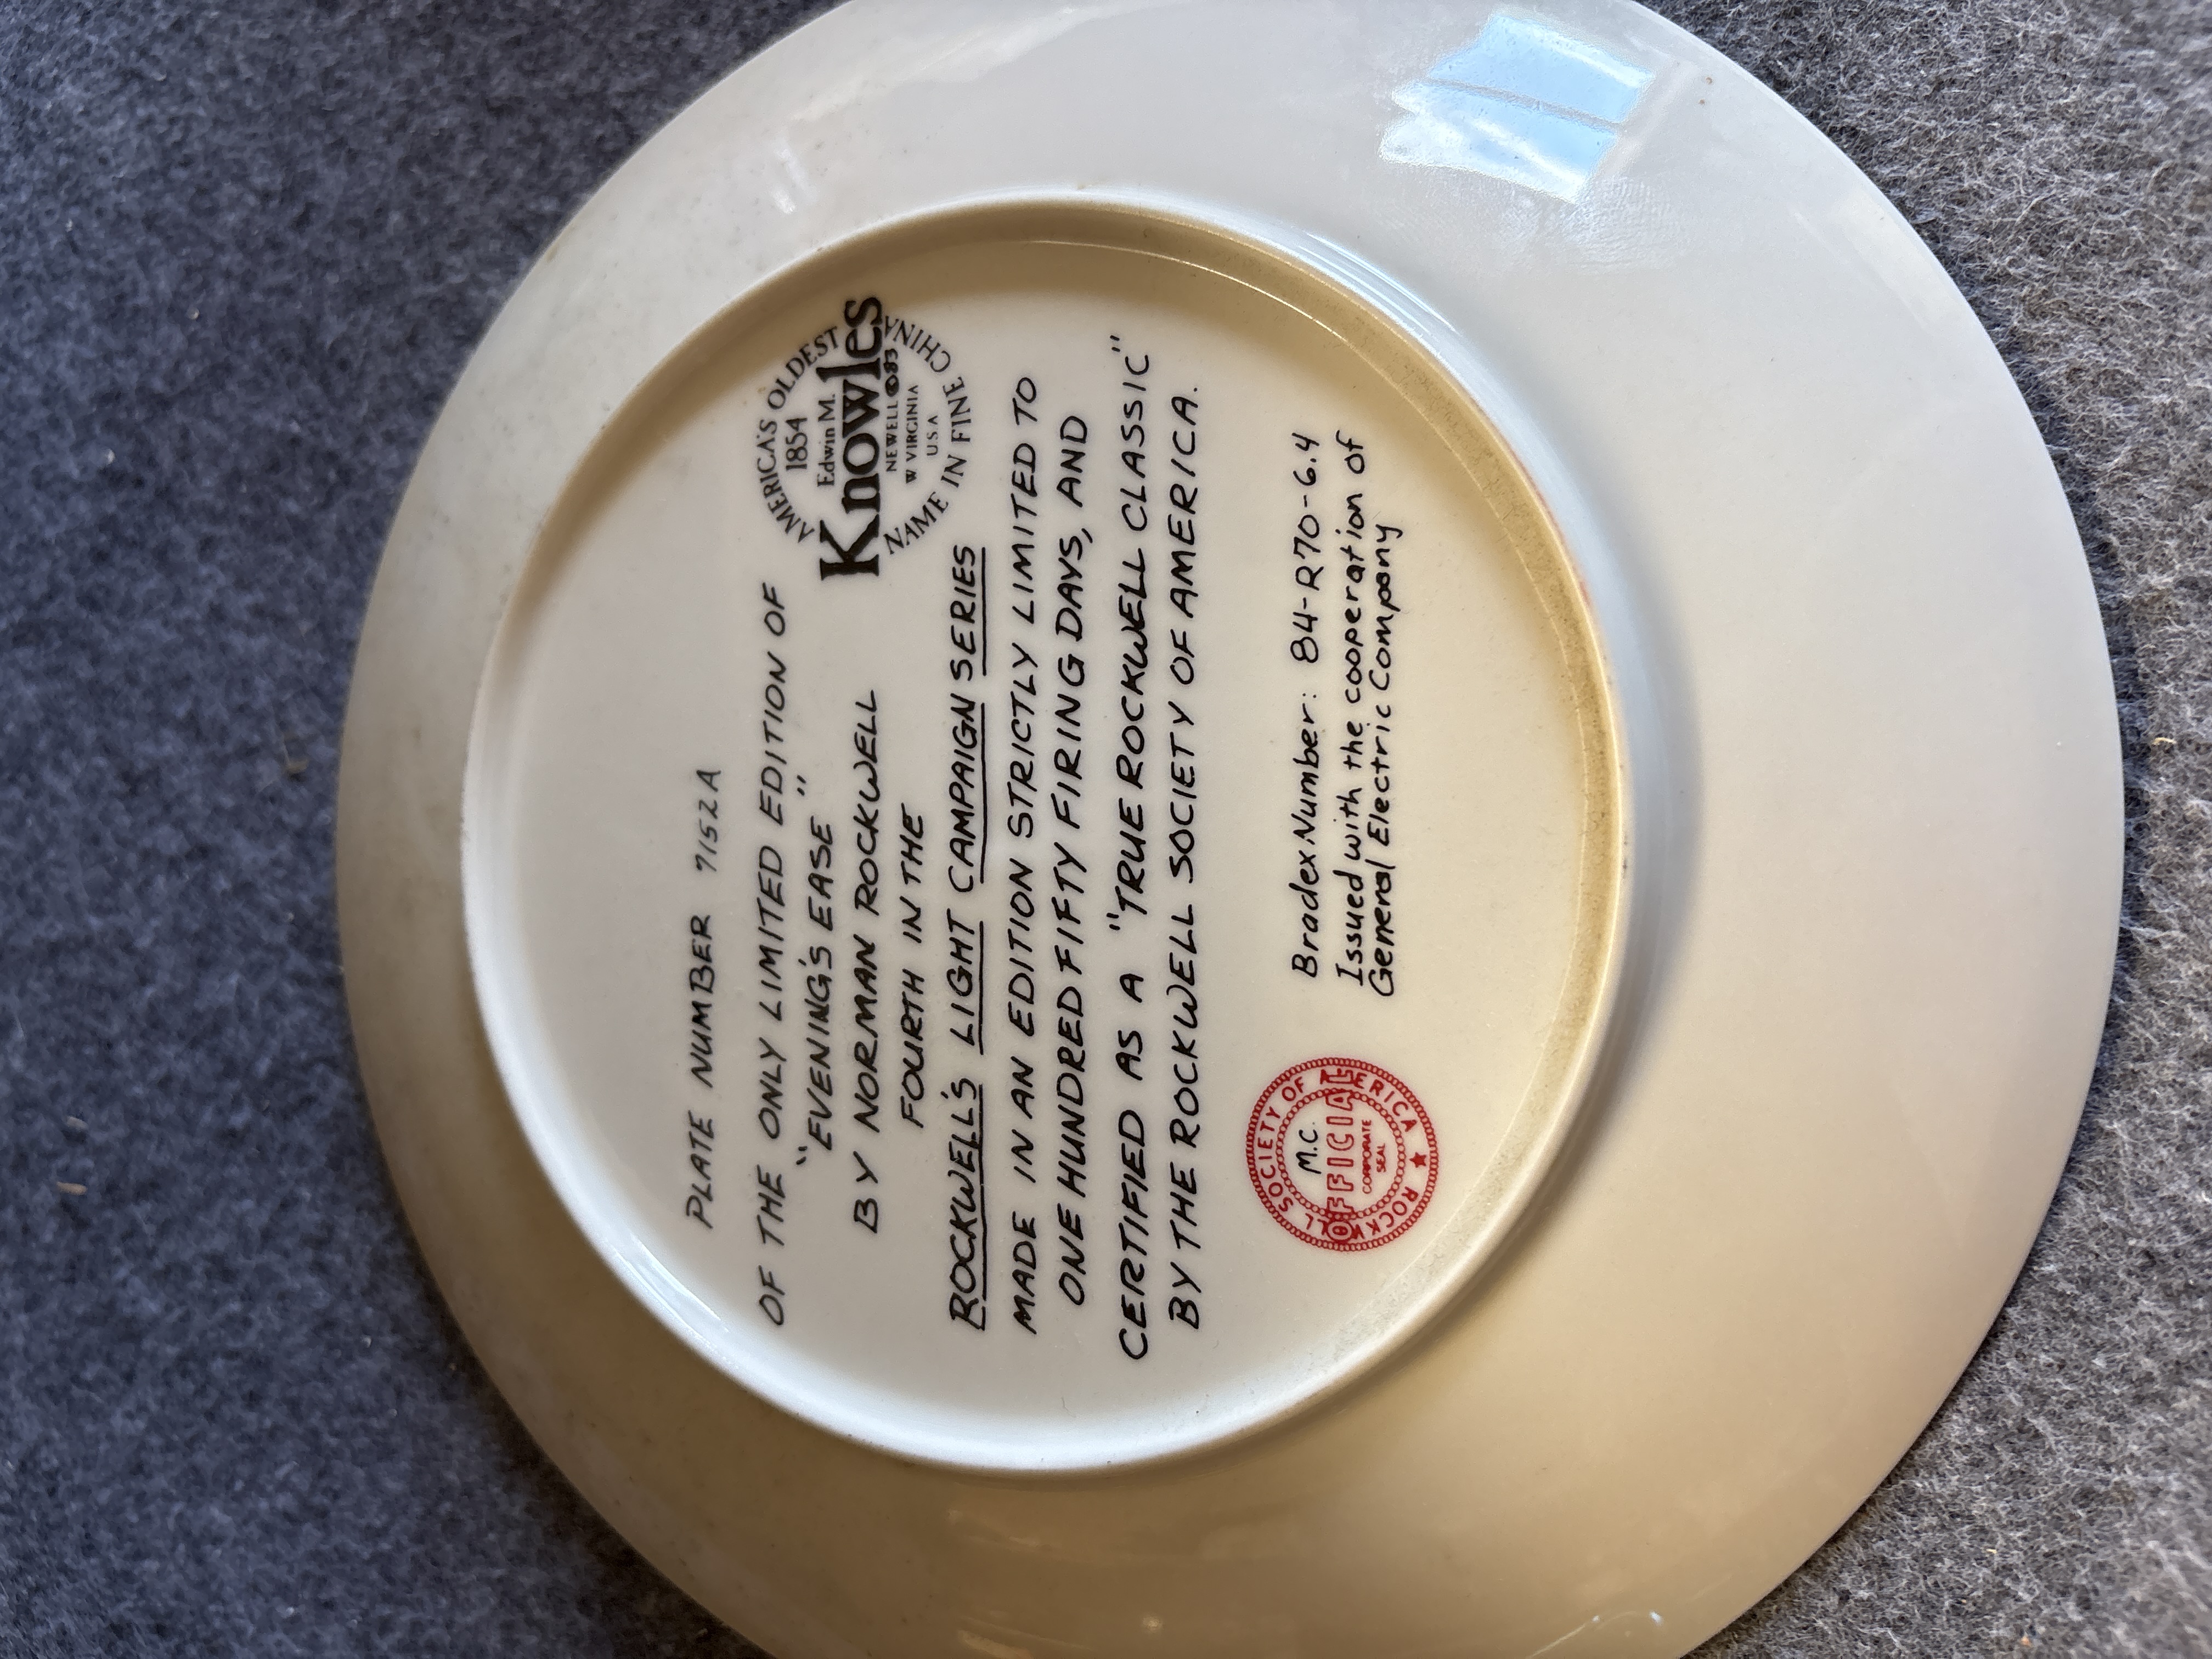 PLATE NUMBER 7152A
OF THE ONLY LIMITED EDITION OF
"EVENING'S EASE"
BY NORMAN ROCKWELL
FOURTH IN THE
ROCKWELL'S LIGHT CAMPAIGN SERIES
MADE IN AN EDITION STRICTLY LIMITED TO
ONE HUNDRED FIFTY FIRING DAYS, AND
CERTIFIED AS A "TRUE ROCKWELL CLASSIC"
BY THE ROCKWELL SOCIETY OF AMERICA.
AMERICA'S OLDEST
1854
Edwin M.
Knowles
NEWELL ©83
W VIRGINIA
USA
NAME IN FINE CHINA
Bradex Number: 84-R70-6.4
Issued with the cooperation of
General Electric Company
ROCKWELL SOCIETY OF AMERICA ★
M.C.
OFFICIAL
CORPORATE
SEAL